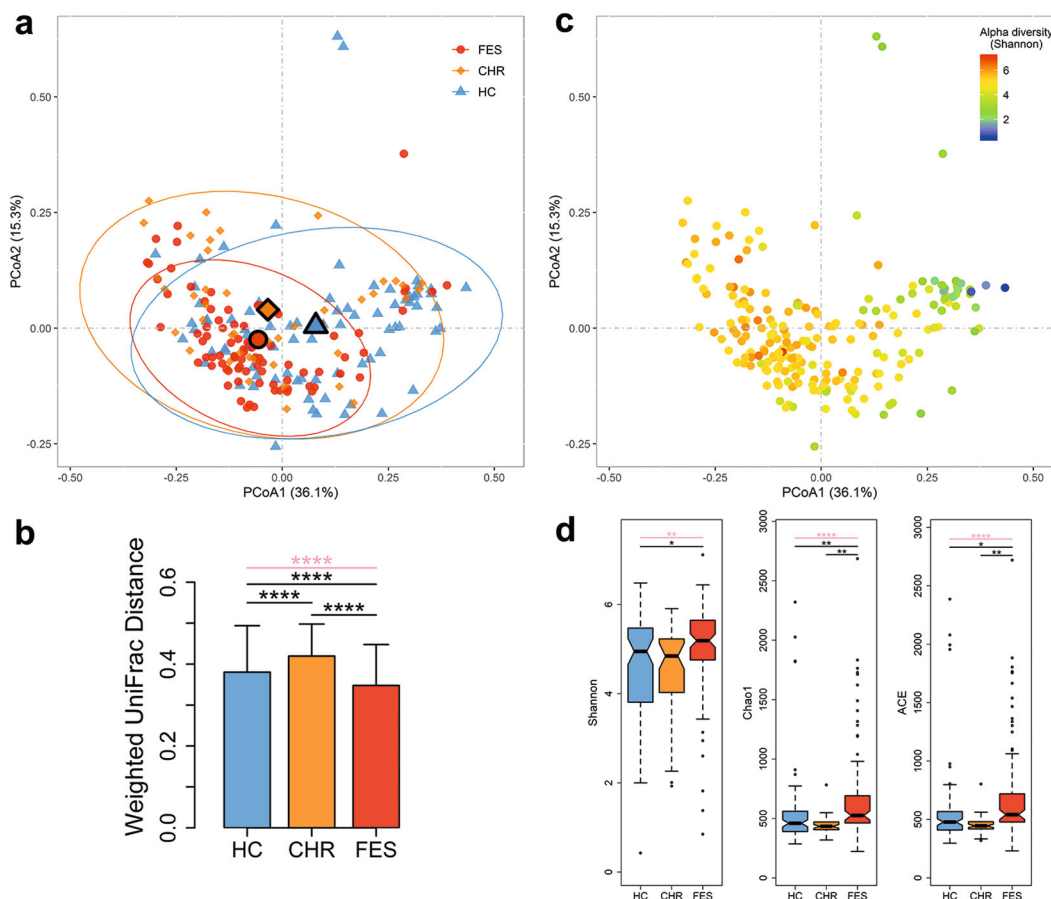 a
FES
CHR
HC
0.50
0.25
0.00
-0.25
PCoA2 (15.3%)
-0.50
-0.25
0.00
0.25
0.50
PCoA1 (36.1%)
c
Alpha diversity
(Shannon)
6
4
2
0.50
0.25
0.00
-0.25
PCoA2 (15.3%)
-0.50
-0.25
0.00
0.25
0.50
PCoA1 (36.1%)
b
****
****
****
****
Weighted UniFrac Distance
0.6
0.4
0.2
0.0
HC
CHR
FES
d
**
*
Shannon
6
4
2
0
HC
CHR
FES
****
**
**
Chao1
3000
2500
2000
1500
1000
500
0
HC
CHR
FES
****
*
**
ACE
3000
2500
2000
1500
1000
500
0
HC
CHR
FES